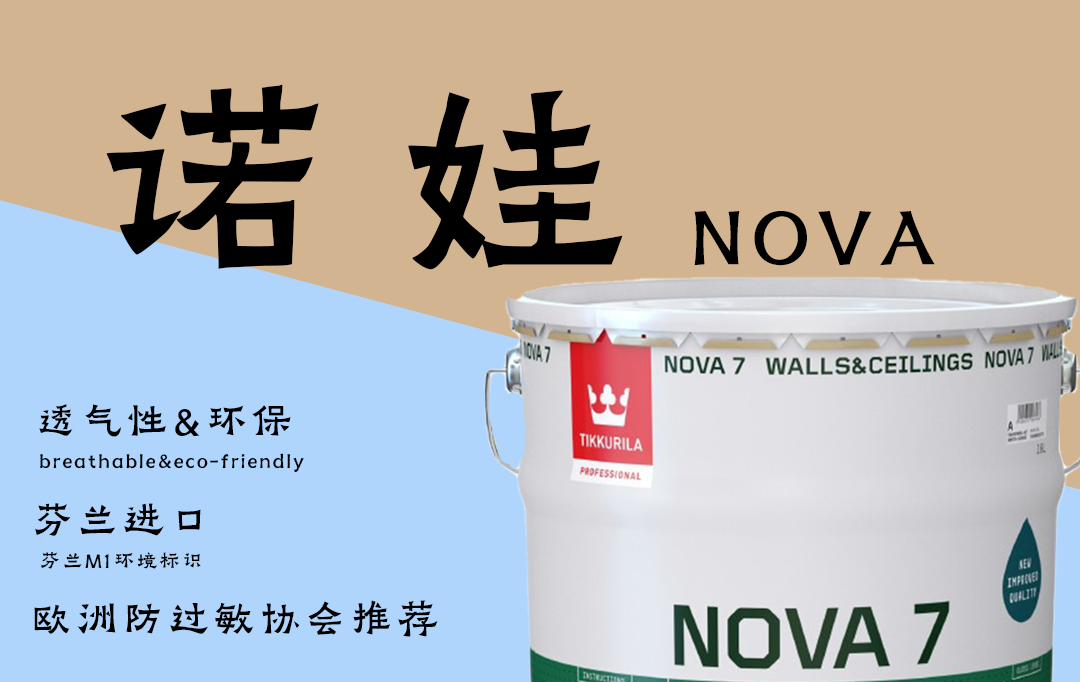 诺娃 NOVA
NOVA 7 NOVA 7 WALLS&CEILINGS NOVA 7 WALLS
TIKKURILA
PROFESSIONAL
透气性&环保
breathable&eco-friendly
芬兰进口
芬兰M1环境标识
欧洲防过敏协会推荐
A
NEW
IMPROVED
QUALITY
NOVA 7
INSTRUCTIONS